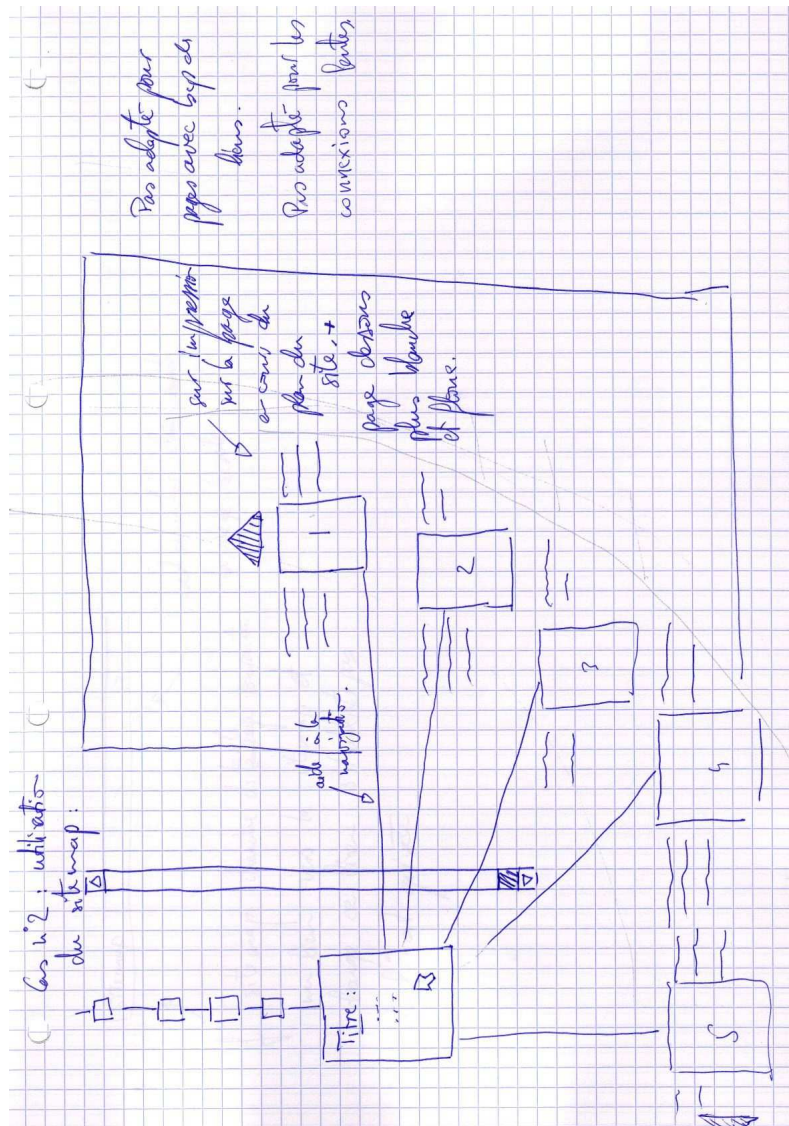 Cas n°2 : utilisation
du sitemap :
Titre :
...
aide à la
navigation.
1
2
3
4
5
sur impression
sur la page
en cours du
plan du
site, +
page dessous
plus blanche
et floue.
Pas adapté pour
pages avec bcp de
liens.
Pas adapté pour les
connexions lentes